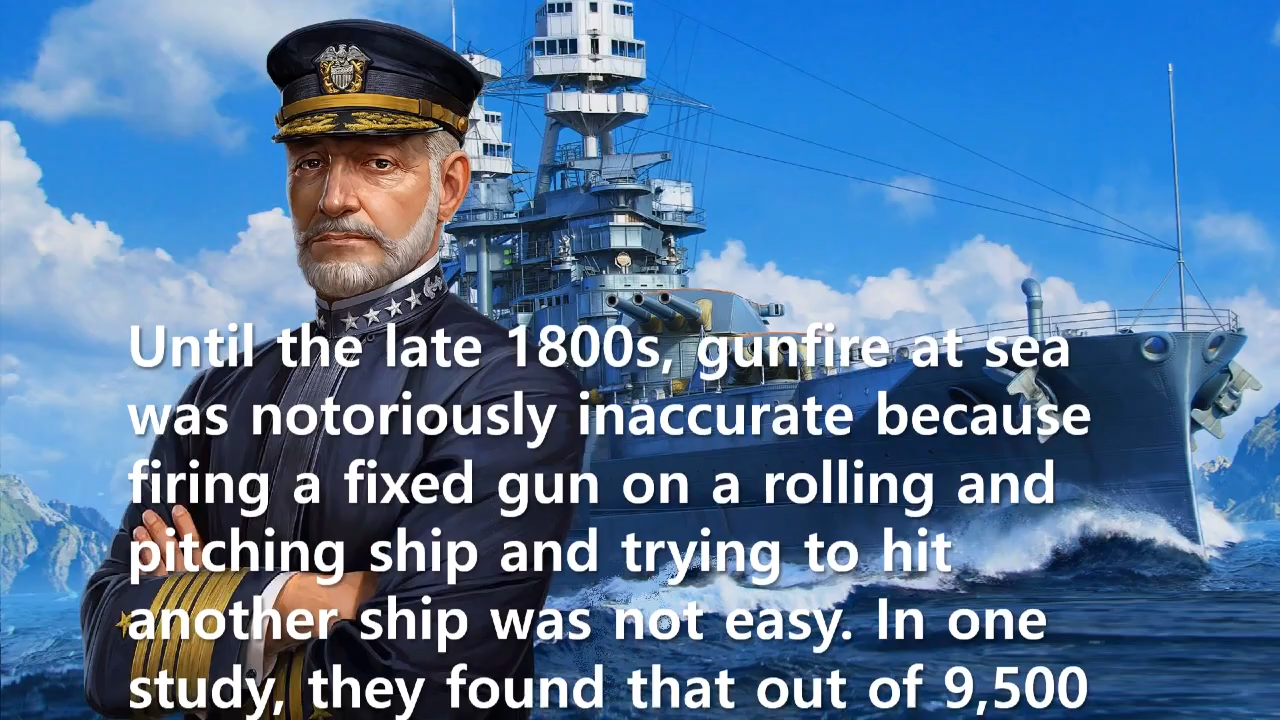 Until the late 1800s, gunfire at sea
was notoriously inaccurate because
firing a fixed gun on a rolling and
pitching ship and trying to hit
another ship was not easy. In one
study, they found that out of 9,500